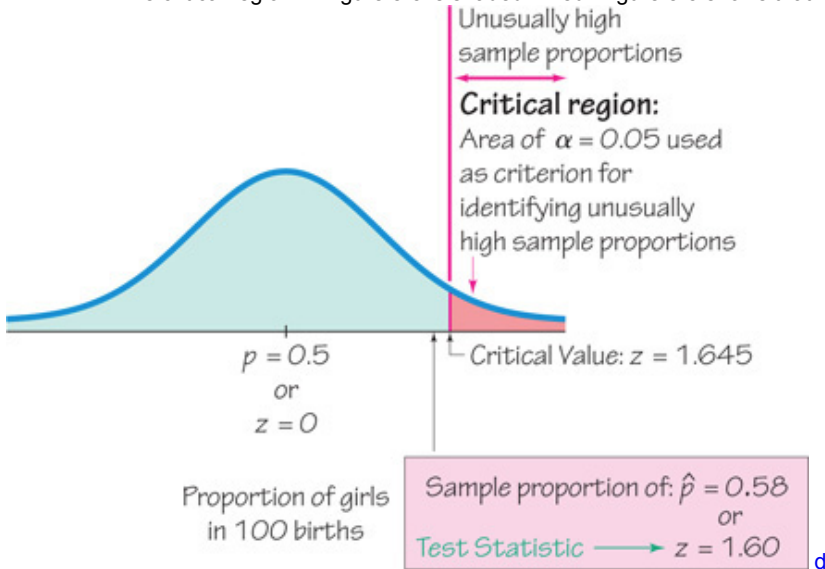 Unusually high
sample proportions
Critical region:
Area of α = 0.05 used
as criterion for
identifying unusually
high sample proportions
p = 0.5
or
z = 0
Critical Value: z = 1.645
Proportion of girls
in 100 births
Sample proportion of: p̂ = 0.58
or
Test Statistic → z = 1.60
d